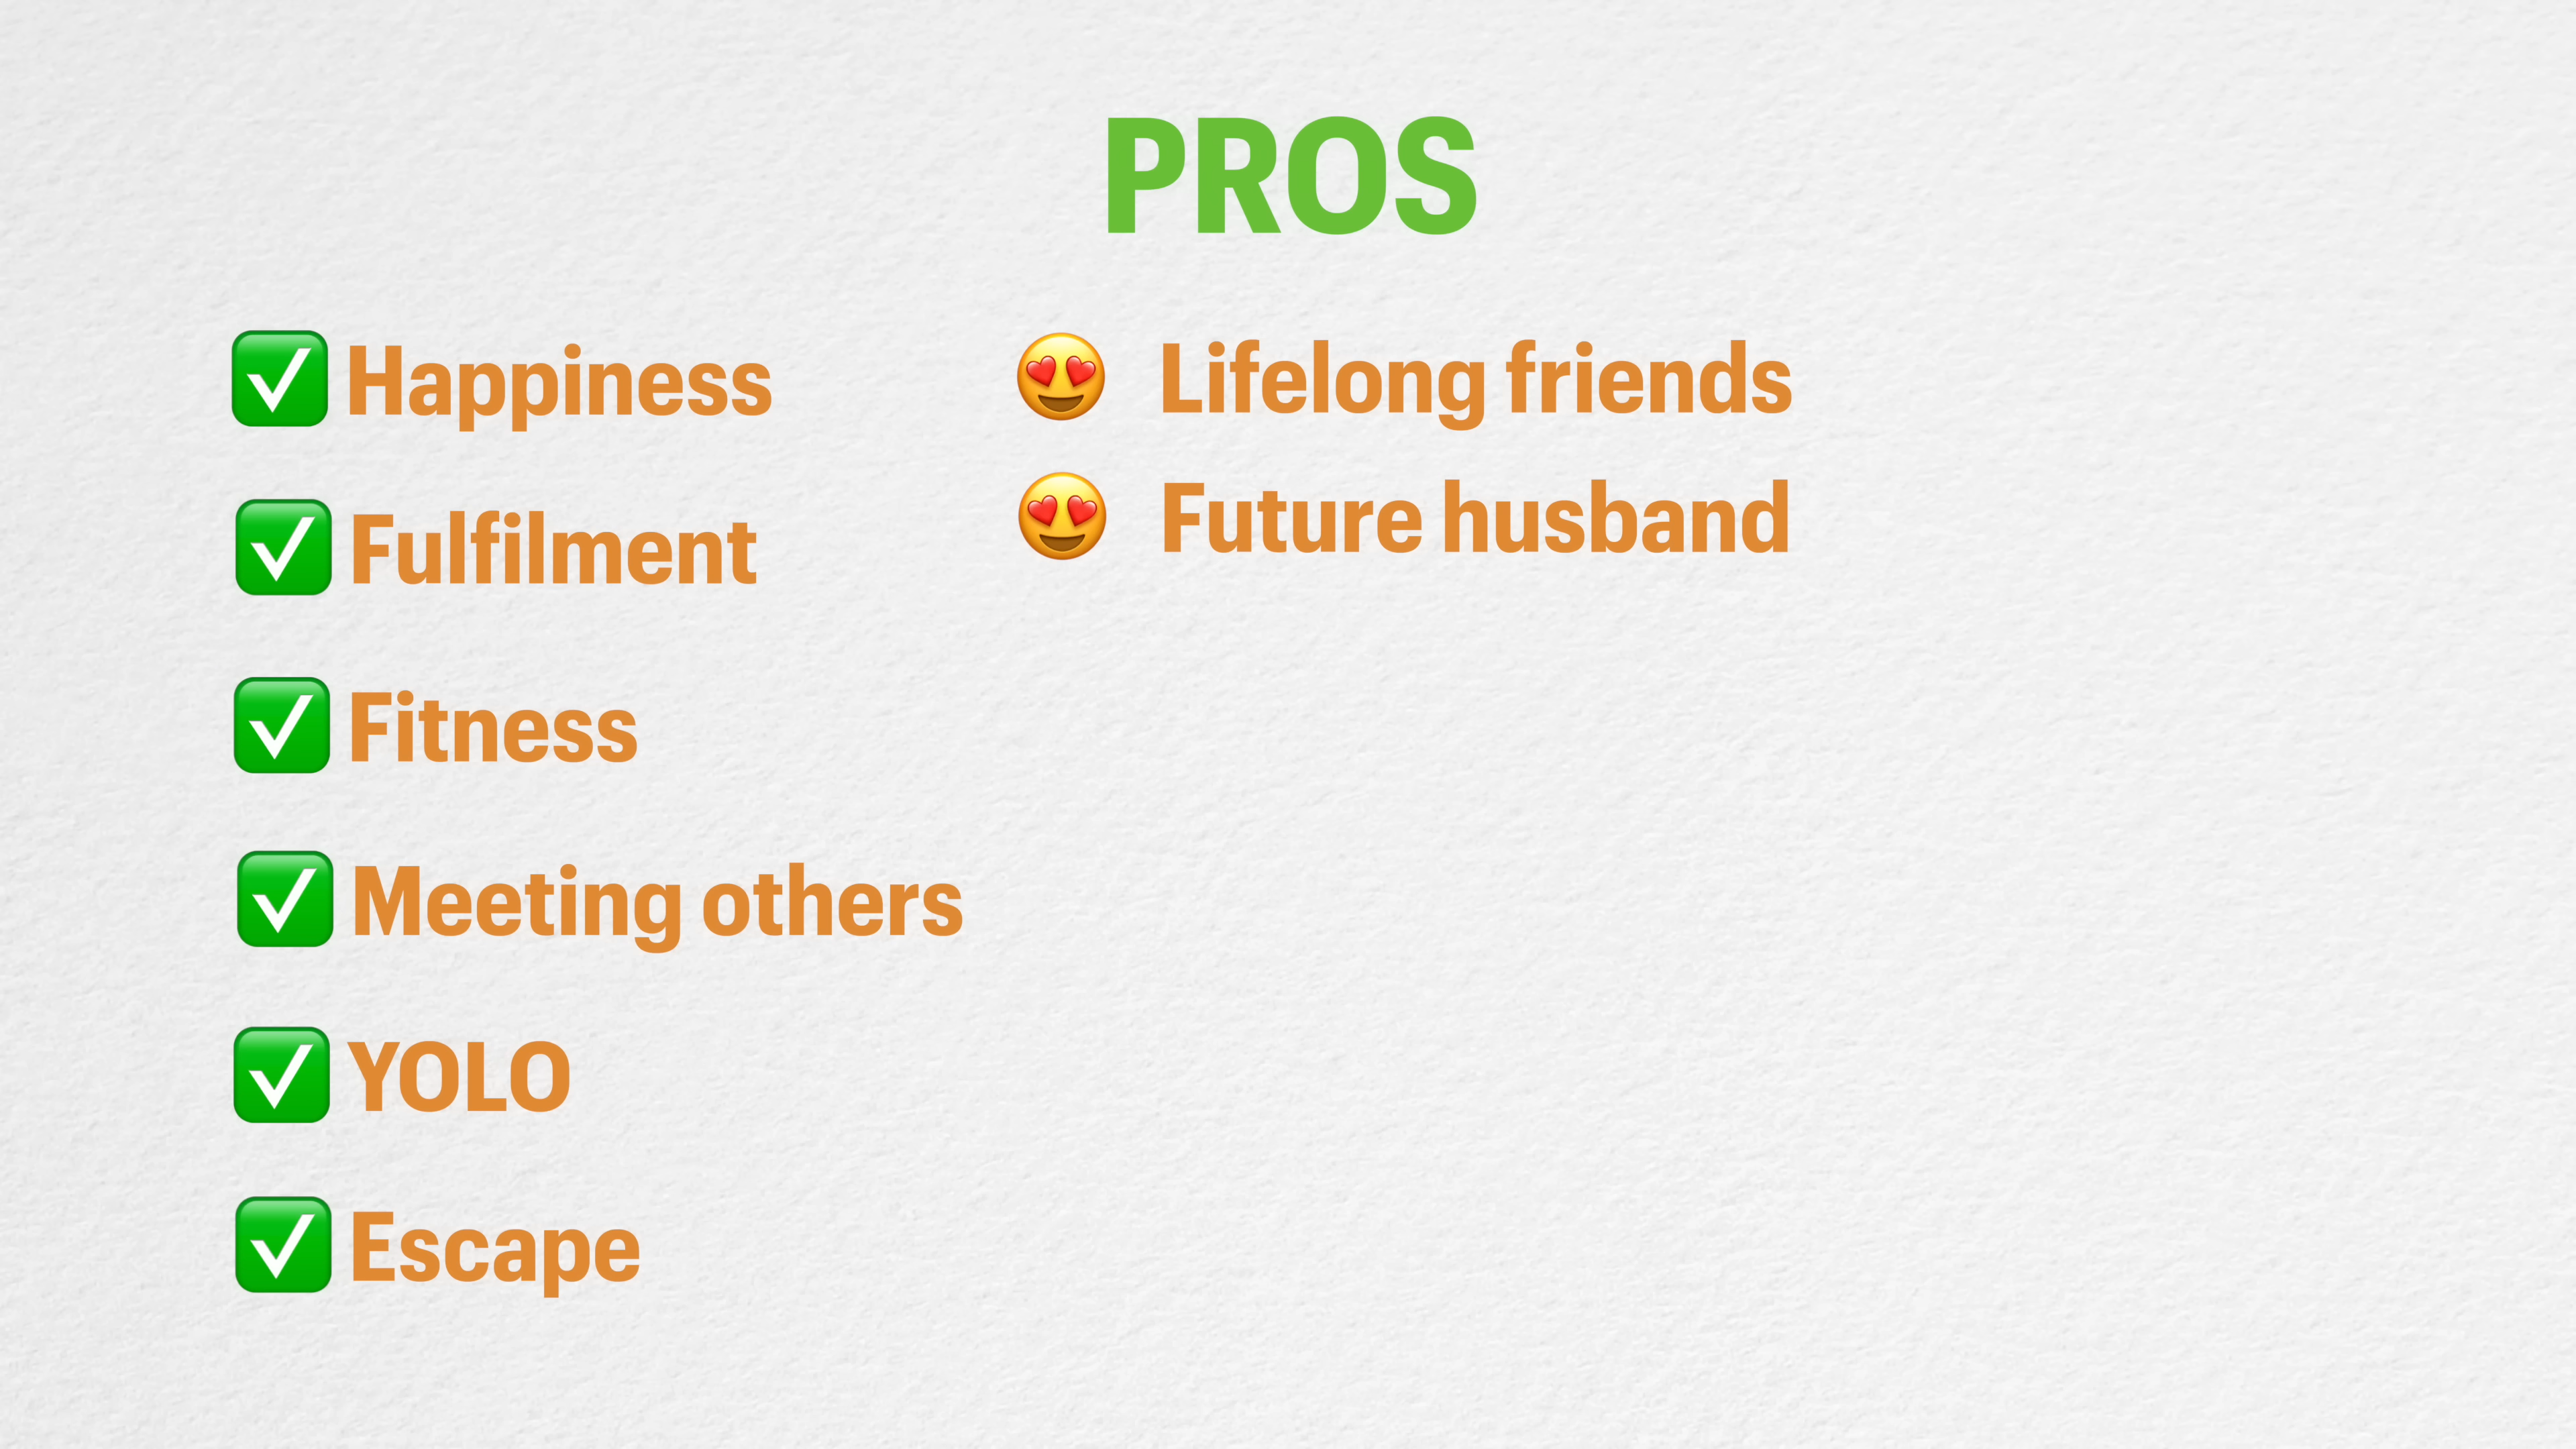 PROS
✅ Happiness
✅ Fulfilment
✅ Fitness
✅ Meeting others
✅ YOLO
✅ Escape
😍 Lifelong friends
😍 Future husband